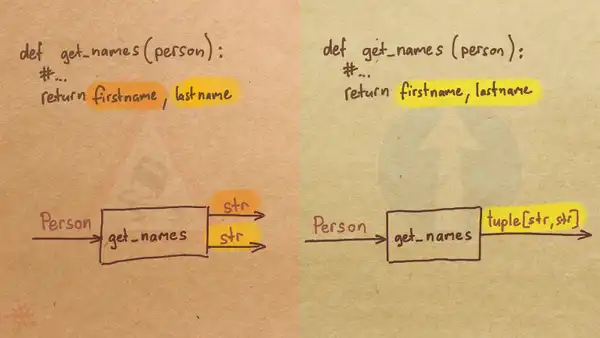 def get_names(person):
#...
return firstname, lastname
Person
get_names
str
str
def get_names (person):
#...
return firstname, lastname
Person
get_names
tuple[str,str]